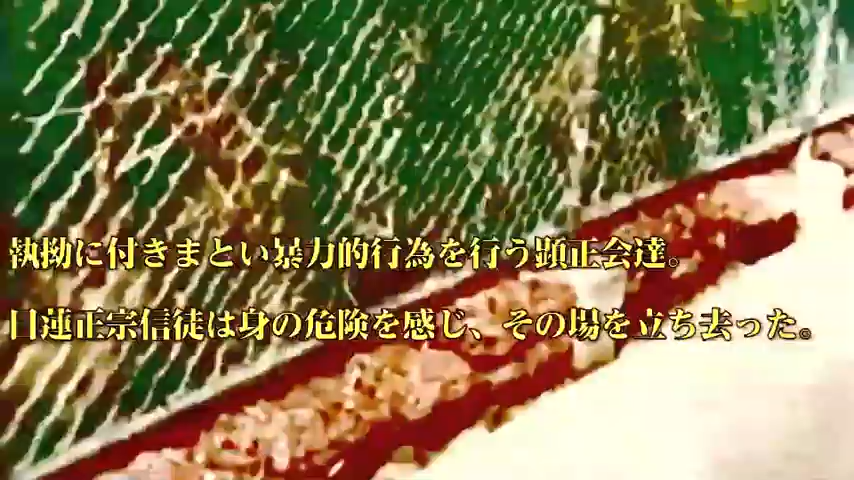 執拗に付きまとい暴力的行為を行う顕正会達。
日蓮正宗信徒は身の危険を感じ、その場を立ち去った。